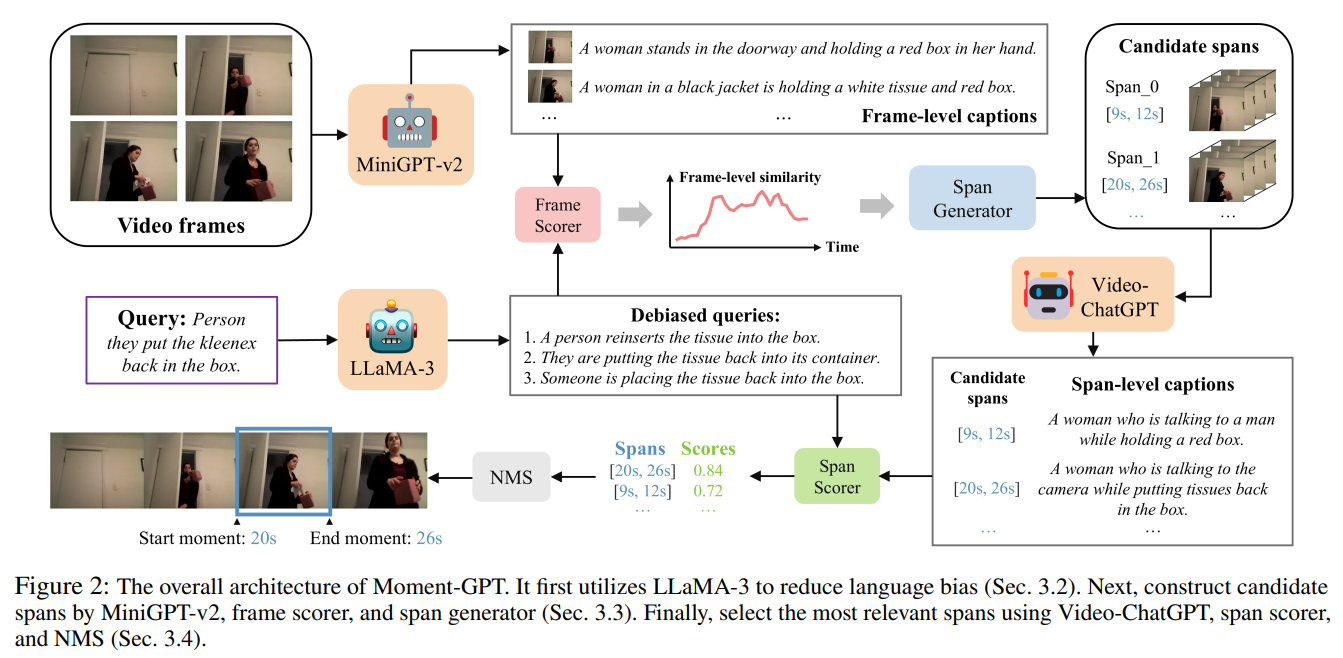 Video frames
MiniGPT-v2
A woman stands in the doorway and holding a red box in her hand.
A woman in a black jacket is holding a white tissue and red box.
...
...
Frame-level captions
Candidate spans
Span_0
[9s, 12s]
Span_1
[20s, 26s]
...
...
Frame
Scorer
Frame-level similarity
Time
Span
Generator
Video-
ChatGPT
Query: Person
they put the kleenex
back in the box.
LLaMA-3
Debiased queries:
1. A person reinserts the tissue into the box.
2. They are putting the tissue back into its container.
3. Someone is placing the tissue back into the box.
Candidate
spans
Span-level captions
[9s, 12s]
A woman who is talking to a man
while holding a red box.
[20s, 26s]
A woman who is talking to the
camera while putting tissues back
in the box.
...
...
Span
Scorer
Spans Scores
[20s, 26s] 0.84
[9s, 12s] 0.72
... ...
NMS
Start moment: 20s
End moment: 26s
Figure 2: The overall architecture of Moment-GPT. It first utilizes LLaMA-3 to reduce language bias (Sec. 3.2). Next, construct candidate
spans by MiniGPT-v2, frame scorer, and span generator (Sec. 3.3). Finally, select the most relevant spans using Video-ChatGPT, span scorer,
and NMS (Sec. 3.4).